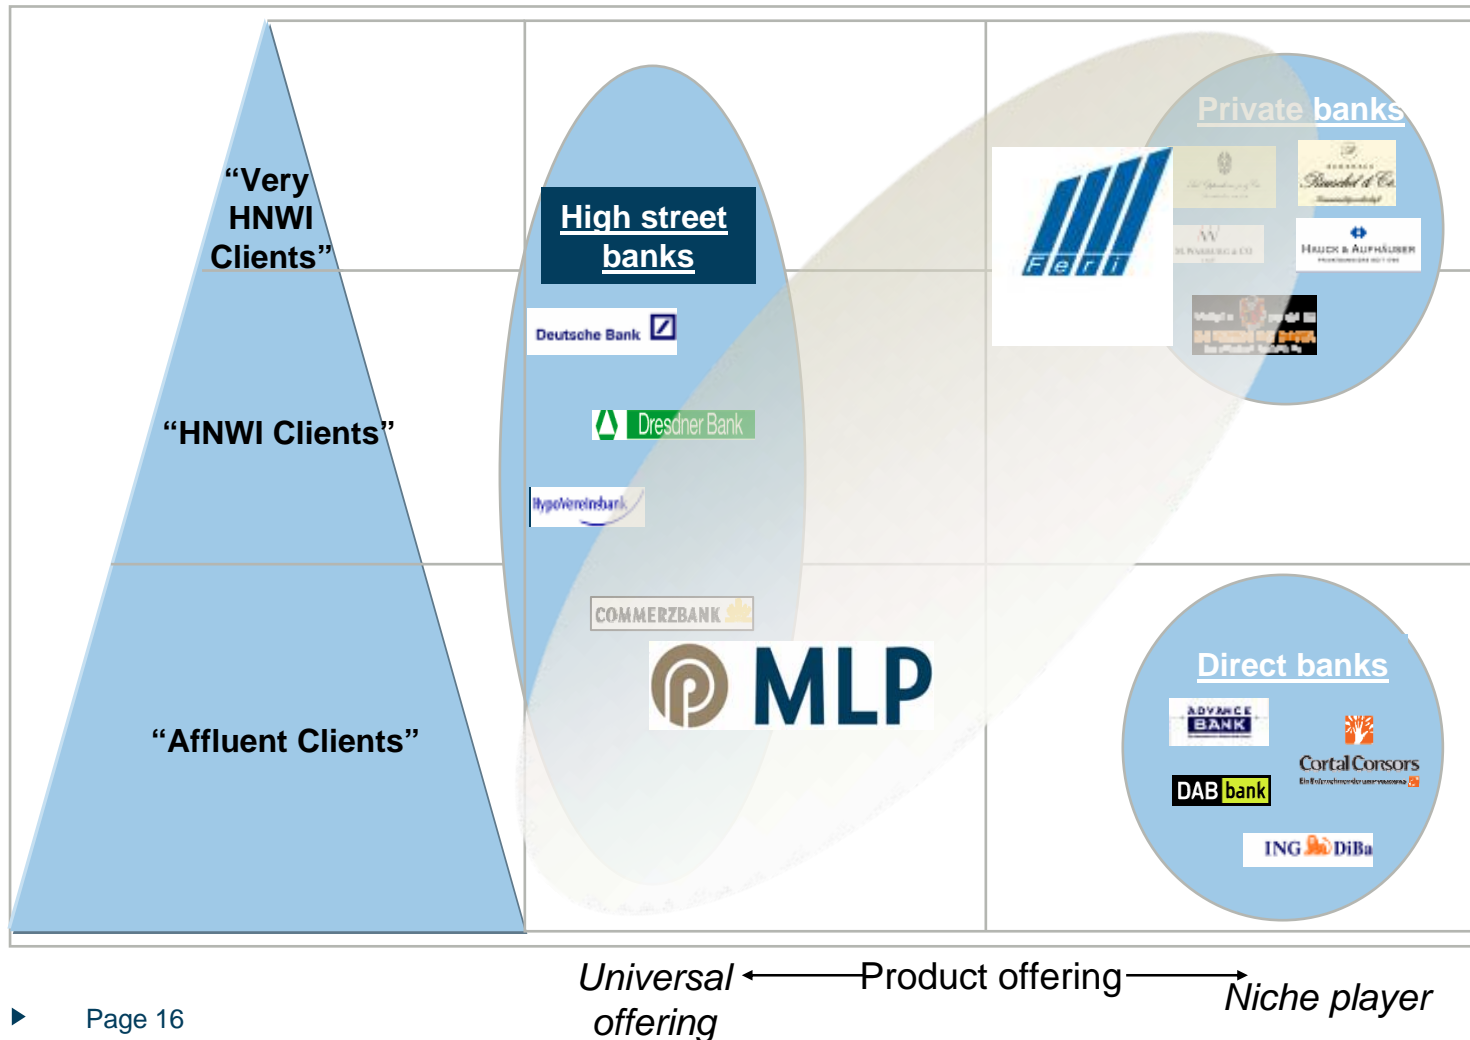 “Very
HNWI
Clients”
“HNWI Clients”
“Affluent Clients”
High street
banks
Deutsche Bank
Dresdner Bank
HypoVereinsbank
COMMERZBANK
MLP
Feri
Private banks
M.M.WARBURG & CO
HAUCK & AUFHÄUSER
Direct banks
ADVANCE
BANK
Cortal Consors
DAB bank
ING DiBa
Universal
offering
Product offering
Niche player
Page 16